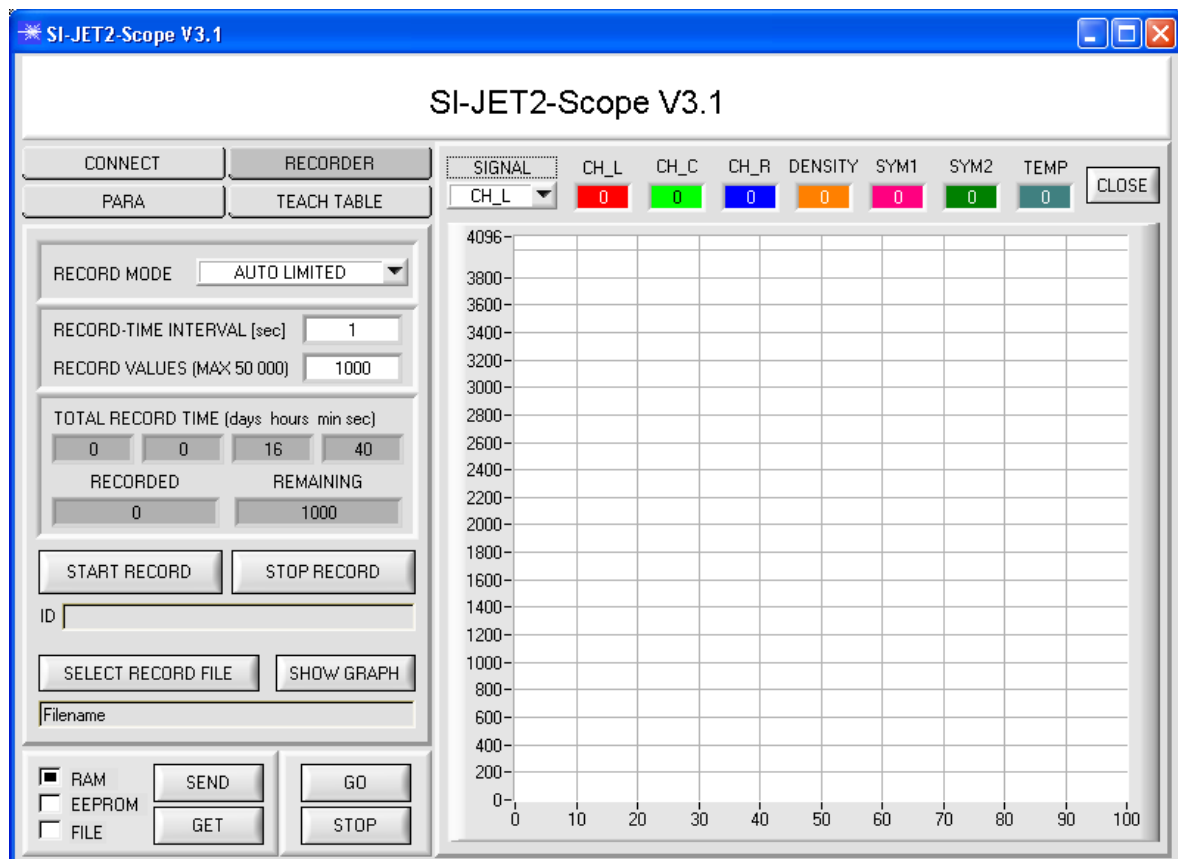 SI-JET2-Scope V3.1
SI-JET2-Scope V3.1
CONNECT RECORDER
PARA TEACH TABLE
RECORD MODE AUTO LIMITED
RECORD-TIME INTERVAL [sec] 1
RECORD VALUES (MAX 50 000) 1000
TOTAL RECORD TIME (days hours min sec)
0 0 16 40
RECORDED REMAINING
0 1000
START RECORD STOP RECORD
ID
SELECT RECORD FILE SHOW GRAPH
Filename
RAM
EEPROM
FILE
SEND
GET
GO
STOP
SIGNAL CH_L CH_C CH_R DENSITY SYM1 SYM2 TEMP
CH_L 0 0 0 0 0 0 0
CLOSE
4096
3800
3600
3400
3200
3000
2800
2600
2400
2200
2000
1800
1600
1400
1200
1000
800
600
400
200
0
0 10 20 30 40 50 60 70 80 90 100